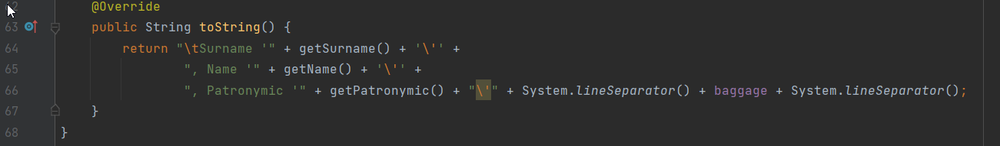 62 @Override
63 public String toString() {
64 return "\tSurname '" + getSurname() + '\'' +
65 ", Name '" + getName() + '\'' +
66 ", Patronymic '" + getPatronymic() + "\'" + System.lineSeparator() + baggage + System.lineSeparator();
67 }
68 }